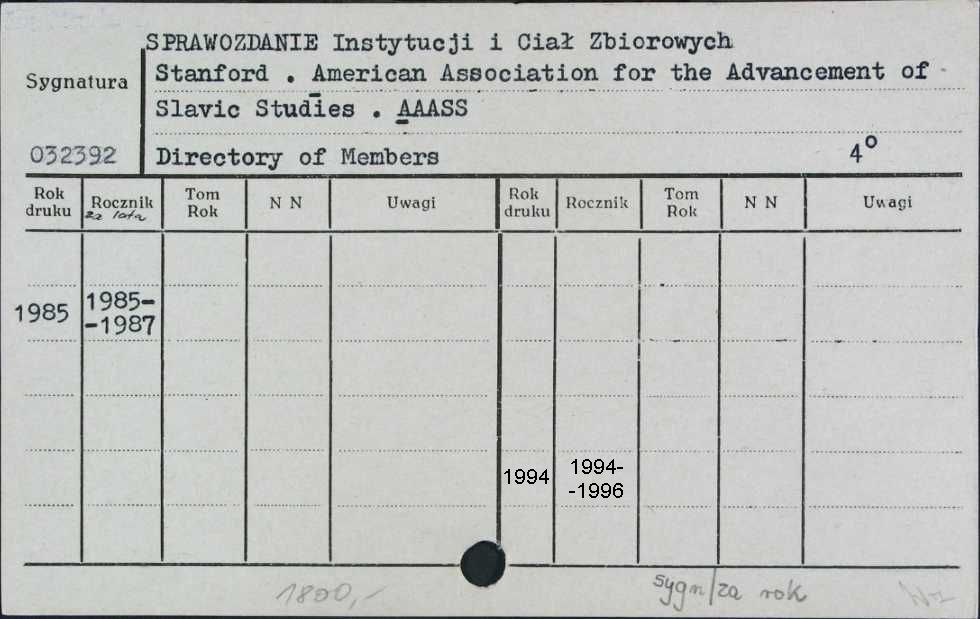 SPRAWOZDANIE Instytucji i Ciał Zbiorowych
Sygnatura
Stanford . American Association for the Advancement of
Slavic Studies . AAASS
032392
Directory of Members 4°
Rok druku Rocznik za lata Tom Rok N N Uwagi Rok druku Rocznik Tom Rok N N Uwagi
1985 1985-
-1987
1994 1994-
-1996
1800,-
sygn/za rok